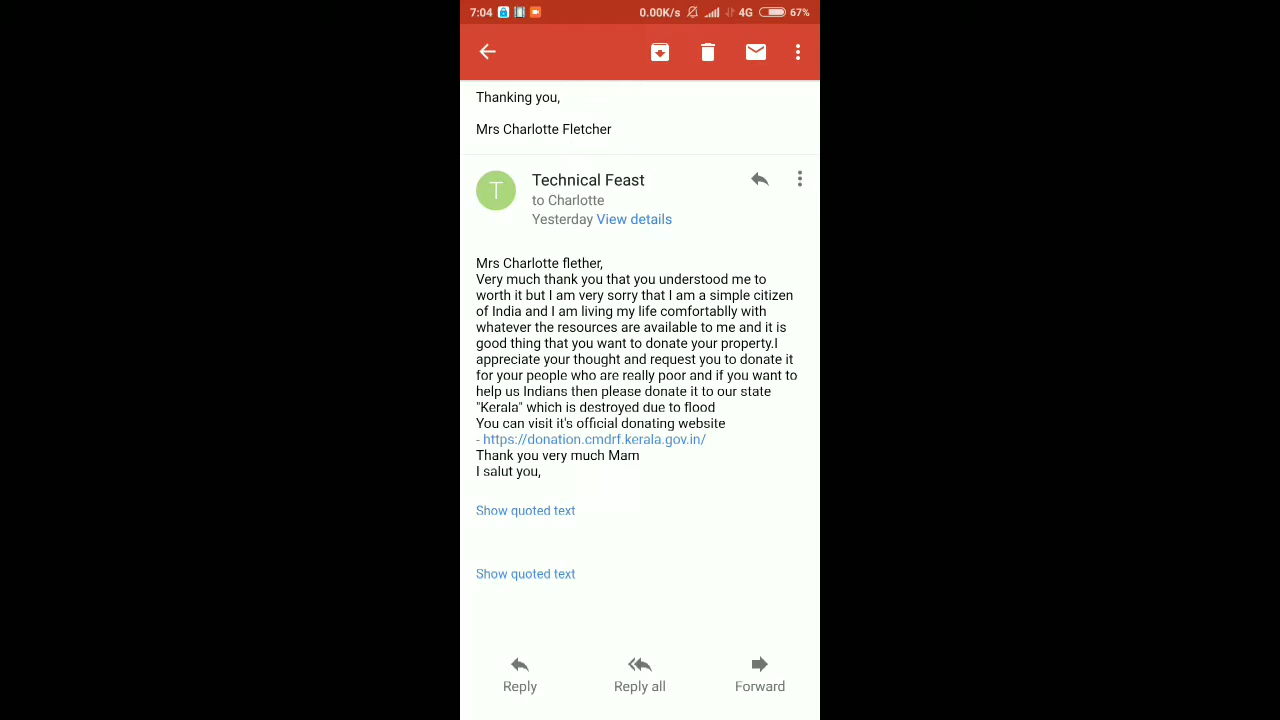 7:04 0.00K/s 4G 67%
Thanking you,
Mrs Charlotte Fletcher
T
Technical Feast
to Charlotte
Yesterday View details
Mrs Charlotte flether,
Very much thank you that you understood me to
worth it but I am very sorry that I am a simple citizen
of India and I am living my life comfortablly with
whatever the resources are available to me and it is
good thing that you want to donate your property.I
appreciate your thought and request you to donate it
for your people who are really poor and if you want to
help us Indians then please donate it to our state
"Kerala" which is destroyed due to flood
You can visit it's official donating website
- https://donation.cmdrf.kerala.gov.in/
Thank you very much Mam
I salut you,
Show quoted text
Show quoted text
Reply Reply all Forward